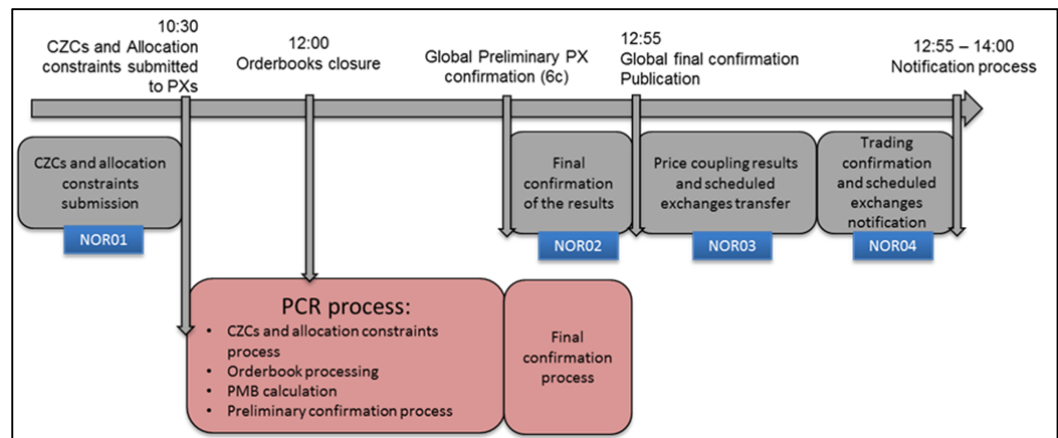 10:30
CZCs and Allocation
constraints submitted
to PXs
12:00
Orderbooks closure
Global Preliminary PX
confirmation (6c)
12:55
Global final confirmation
Publication
12:55 – 14:00
Notification process
CZCs and allocation
constraints
submission
NOR01
Final
confirmation
of the results
NOR02
Price coupling results
and scheduled
exchanges transfer
NOR03
Trading
confirmation
and scheduled
exchanges
notification
NOR04
PCR process:
• CZCs and allocation constraints
process
• Orderbook processing
• PMB calculation
• Preliminary confirmation process
Final
confirmation
process